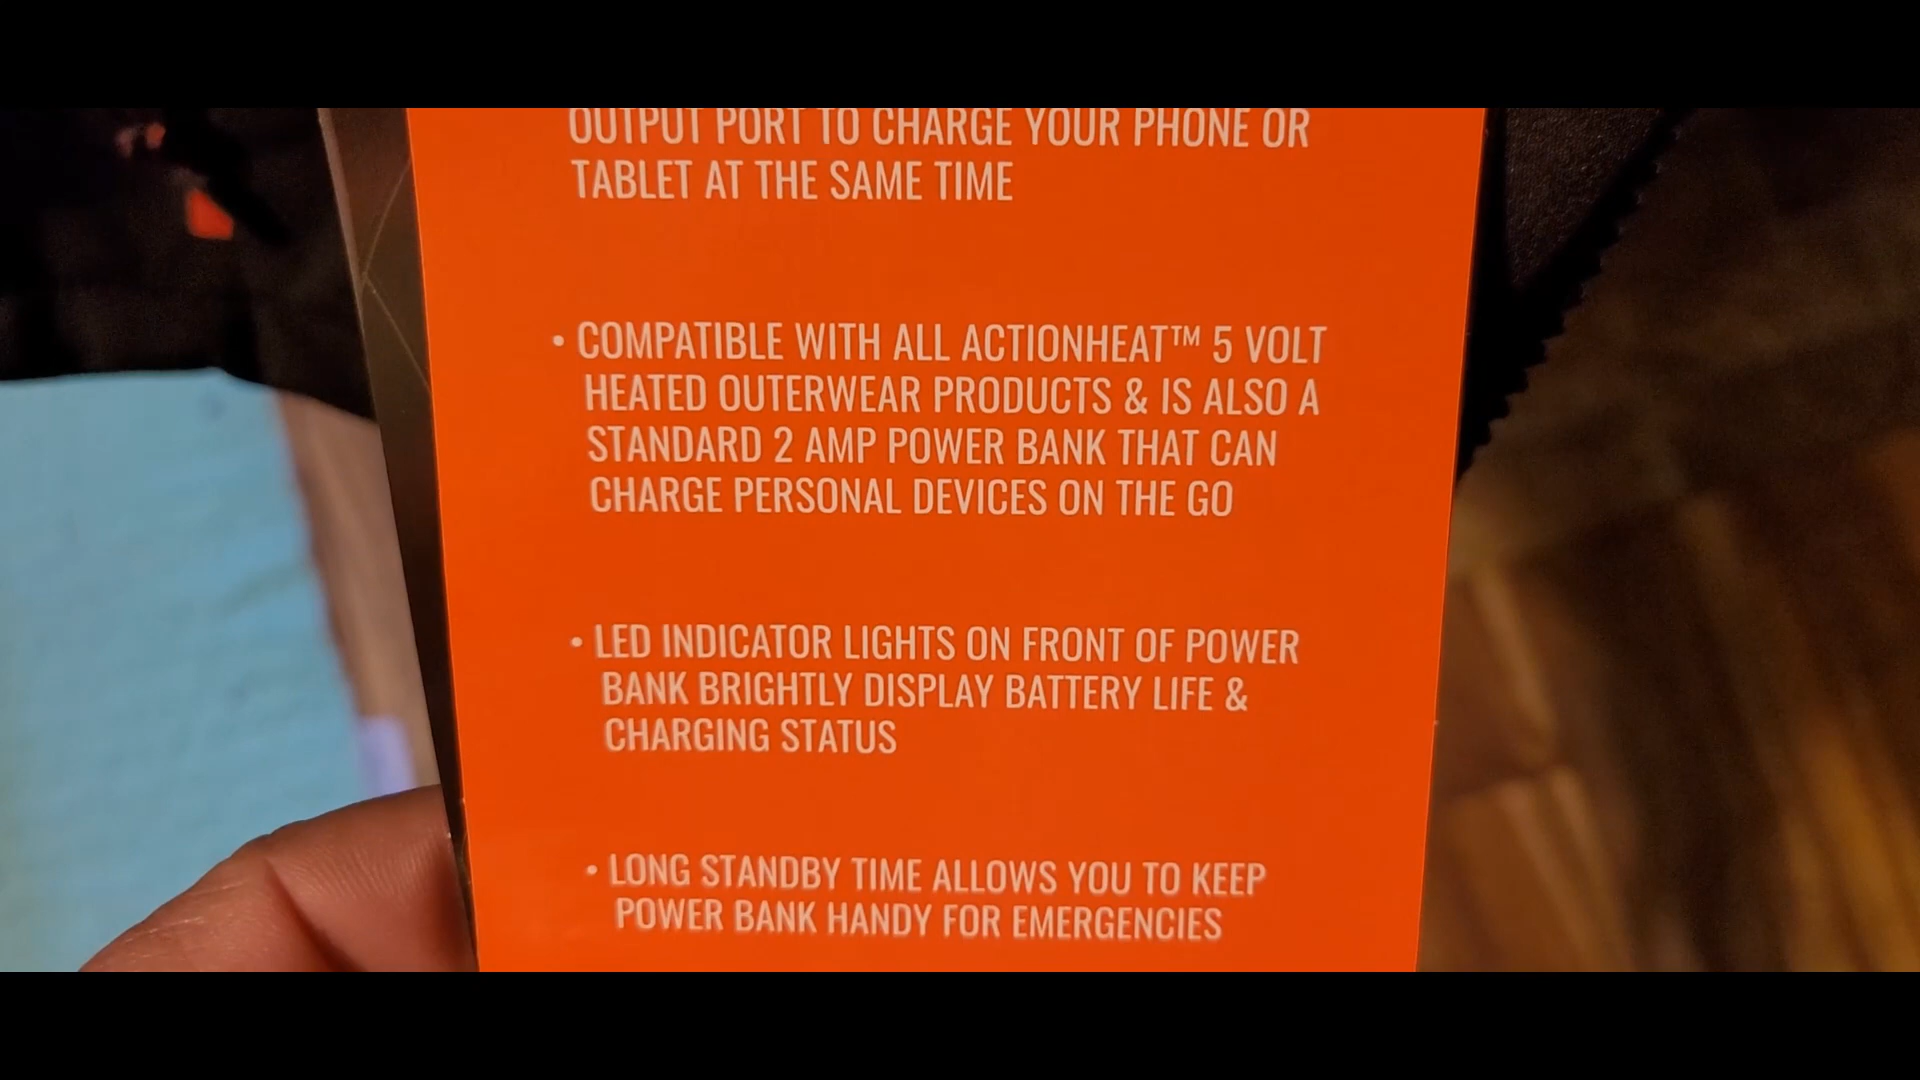 OUTPUT PORT TO CHARGE YOUR PHONE OR
TABLET AT THE SAME TIME
• COMPATIBLE WITH ALL ACTIONHEAT™ 5 VOLT
HEATED OUTERWEAR PRODUCTS & IS ALSO A
STANDARD 2 AMP POWER BANK THAT CAN
CHARGE PERSONAL DEVICES ON THE GO
• LED INDICATOR LIGHTS ON FRONT OF POWER
BANK BRIGHTLY DISPLAY BATTERY LIFE &
CHARGING STATUS
• LONG STANDBY TIME ALLOWS YOU TO KEEP
POWER BANK HANDY FOR EMERGENCIES